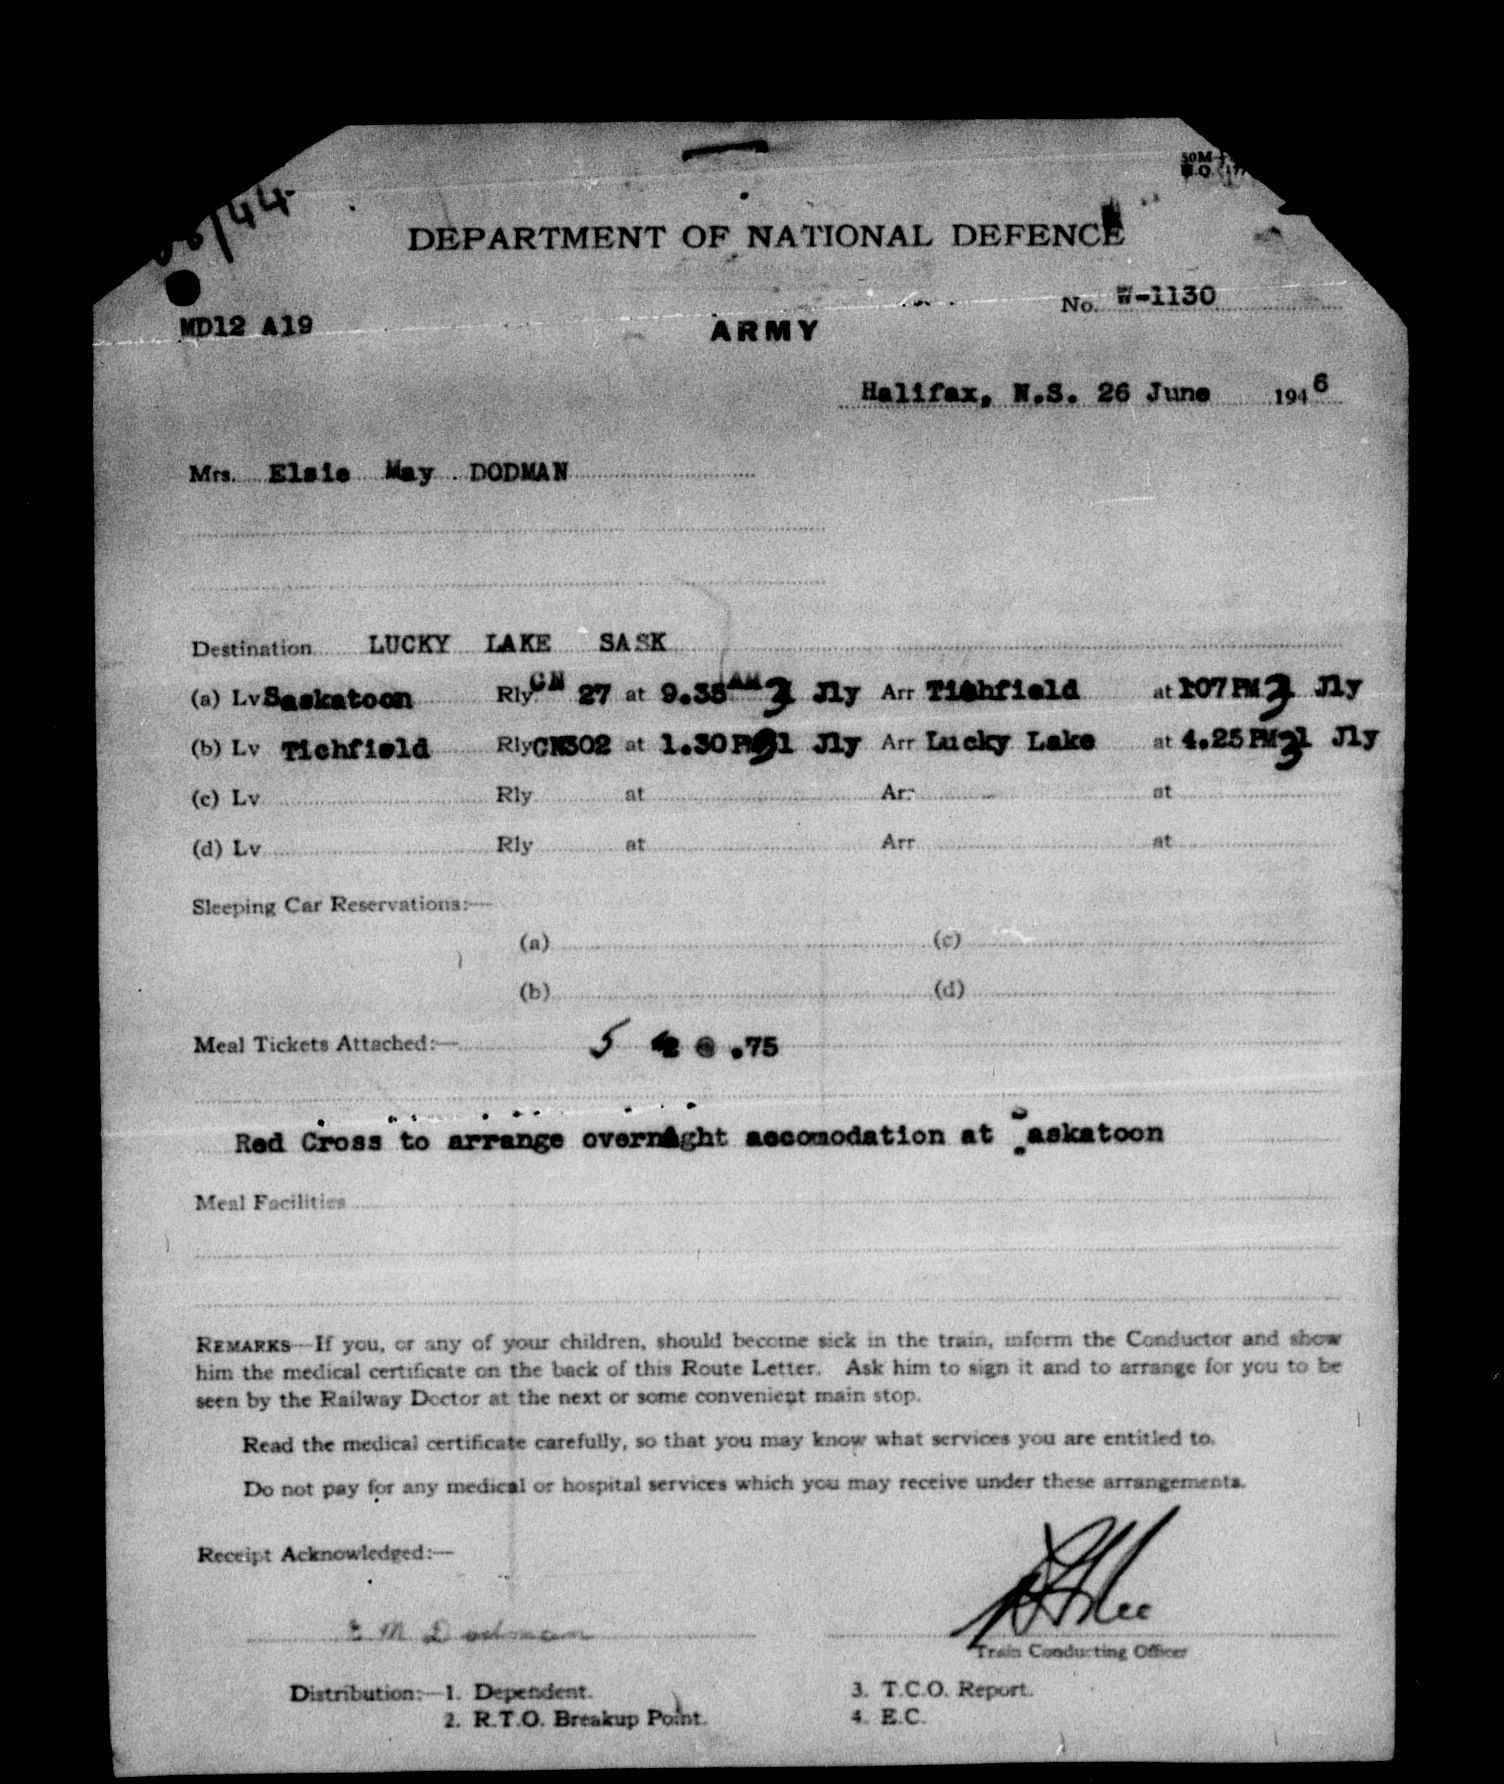 /44
50M
DEPARTMENT OF NATIONAL DEFENCE
No. W-1130
MD12 A19
ARMY
Halifax, N.S. 26 June 1946
Mrs. Elsie May DODMAN
Destination LUCKY LAKE SASK
(a) Lv Saskatoon Rly CN 27 at 9.35 AM 3 Jly Arr Tichfield at 107 PM 3 Jly
(b) Lv Tichfield Rly CN302 at 1.30 PM 3 Jly Arr Lucky Lake at 4.25 PM 3 Jly
(c) Lv Rly at Arr at
(d) Lv Rly at Arr at
Sleeping Car Reservations:—
(a) (c)
(b) (d)
Meal Tickets Attached:— 5 @ .75
Red Cross to arrange overnight accomodation at Saskatoon
Meal Facilities
REMARKS—If you, or any of your children, should become sick in the train, inform the Conductor and show
him the medical certificate on the back of this Route Letter. Ask him to sign it and to arrange for you to be
seen by the Railway Doctor at the next or some convenient main stop.
Read the medical certificate carefully, so that you may know what services you are entitled to.
Do not pay for any medical or hospital services which you may receive under these arrangements.
Receipt Acknowledged:—
E M Dodman
Train Conducting Officer
Distribution:—1. Dependent. 3. T.C.O. Report.
2. R.T.O. Breakup Point. 4. E.C.